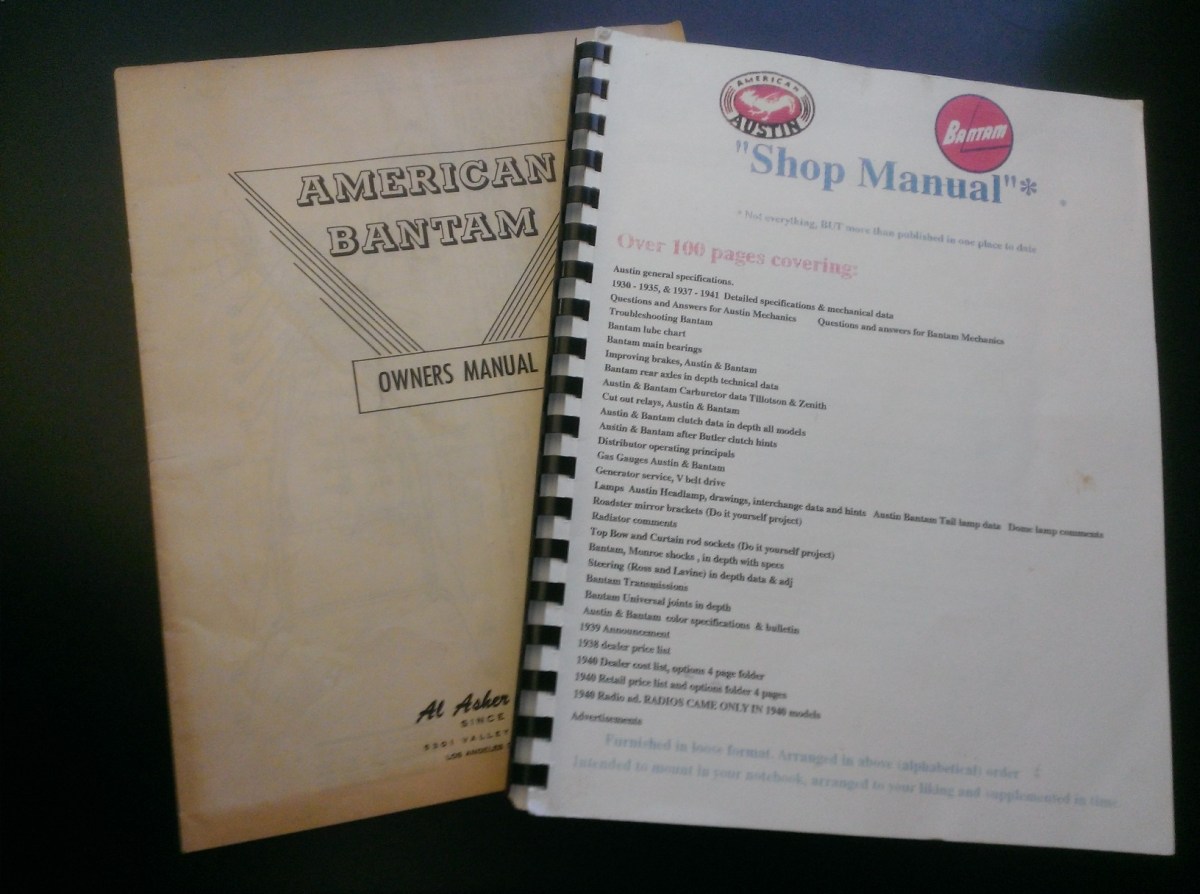 AMERICAN
BANTAM
OWNERS MANUAL
Al Asher
SINCE
5301 VALLEY
LOS ANGELES
AMERICAN
AUSTIN
BANTAM
"Shop Manual"*
* Not everything, BUT more than published in one place to date
Over 100 pages covering:
Austin general specifications.
1930 - 1935, & 1937 - 1941 Detailed specifications & mechanical data
Questions and Answers for Austin Mechanics Questions and answers for Bantam Mechanics
Troubleshooting Bantam
Bantam lube chart
Bantam main bearings
Improving brakes, Austin & Bantam
Bantam rear axles in depth technical data
Austin & Bantam Carburetor data Tillotson & Zenith
Cut out relays, Austin & Bantam
Austin & Bantam clutch data in depth all models
Austin & Bantam after Butler clutch hints
Distributor operating principals
Gas Gauges Austin & Bantam
Generator service, V belt drive
Lamps Austin Headlamp, drawings, interchange data and hints Austin Bantam Tail lamp data Dome lamp comments
Roadster mirror brackets (Do it yourself project)
Radiator comments
Top Bow and Curtain rod sockets (Do it yourself project)
Bantam, Monroe shocks , in depth with specs
Steering (Ross and Lavine) in depth data & adj
Bantam Transmissions
Bantam Universal joints in depth
Austin & Bantam color specifications & bulletin
1939 Announcement
1938 dealer price list
1940 Dealer cost list, options 4 page folder
1940 Retail price list and options folder 4 pages
1940 Radio ad. RADIOS CAME ONLY IN 1940 models
Advertisements
Furnished in loose format. Arranged in above (alphabetical) order
Intended to mount in your notebook, arranged to your liking and supplemented in time.